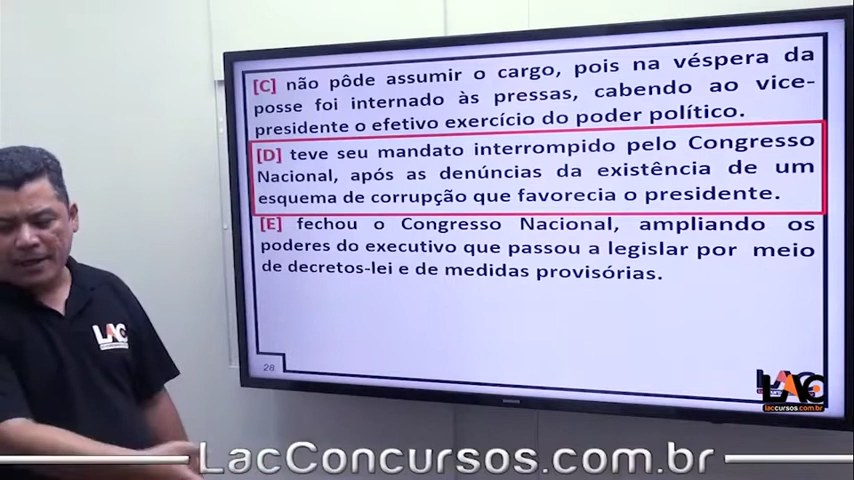 [C] não pôde assumir o cargo, pois na véspera da
posse foi internado às pressas, cabendo ao vice-
presidente o efetivo exercício do poder político.
[D] teve seu mandato interrompido pelo Congresso
Nacional, após as denúncias da existência de um
esquema de corrupção que favorecia o presidente.
[E] fechou o Congresso Nacional, ampliando os
poderes do executivo que passou a legislar por meio
de decretos-lei e de medidas provisórias.
28
LAC
LAC
laccursos.com.br
LacConcursos.com.br